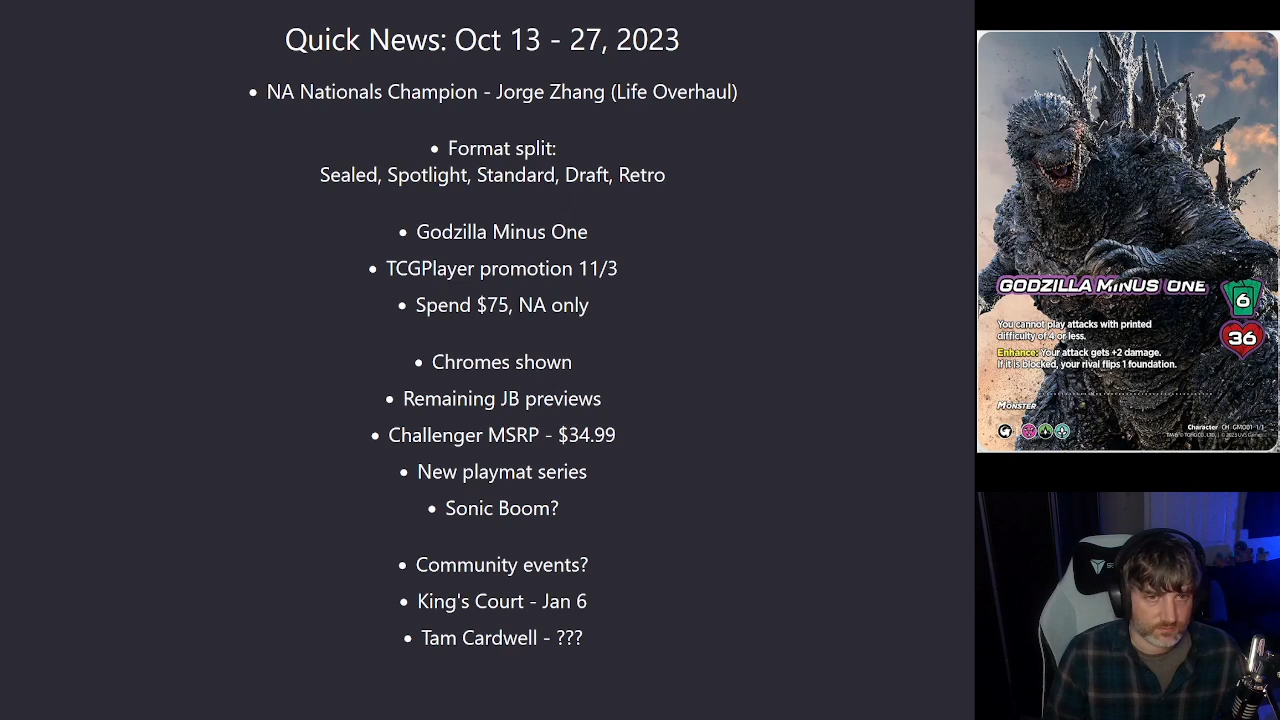 Quick News: Oct 13 - 27, 2023
• NA Nationals Champion - Jorge Zhang (Life Overhaul)
• Format split:
Sealed, Spotlight, Standard, Draft, Retro
• Godzilla Minus One
• TCGPlayer promotion 11/3
• Spend $75, NA only
• Chromes shown
• Remaining JB previews
• Challenger MSRP - $34.99
• New playmat series
• Sonic Boom?
• Community events?
• King's Court - Jan 6
• Tam Cardwell - ???
GODZILLA MINUS ONE
6
You cannot play attacks with printed
difficulty of 4 or less.
36
Enhance: Your attack gets +2 damage.
If it is blocked, your rival flips 1 foundation.
MONSTER
Character